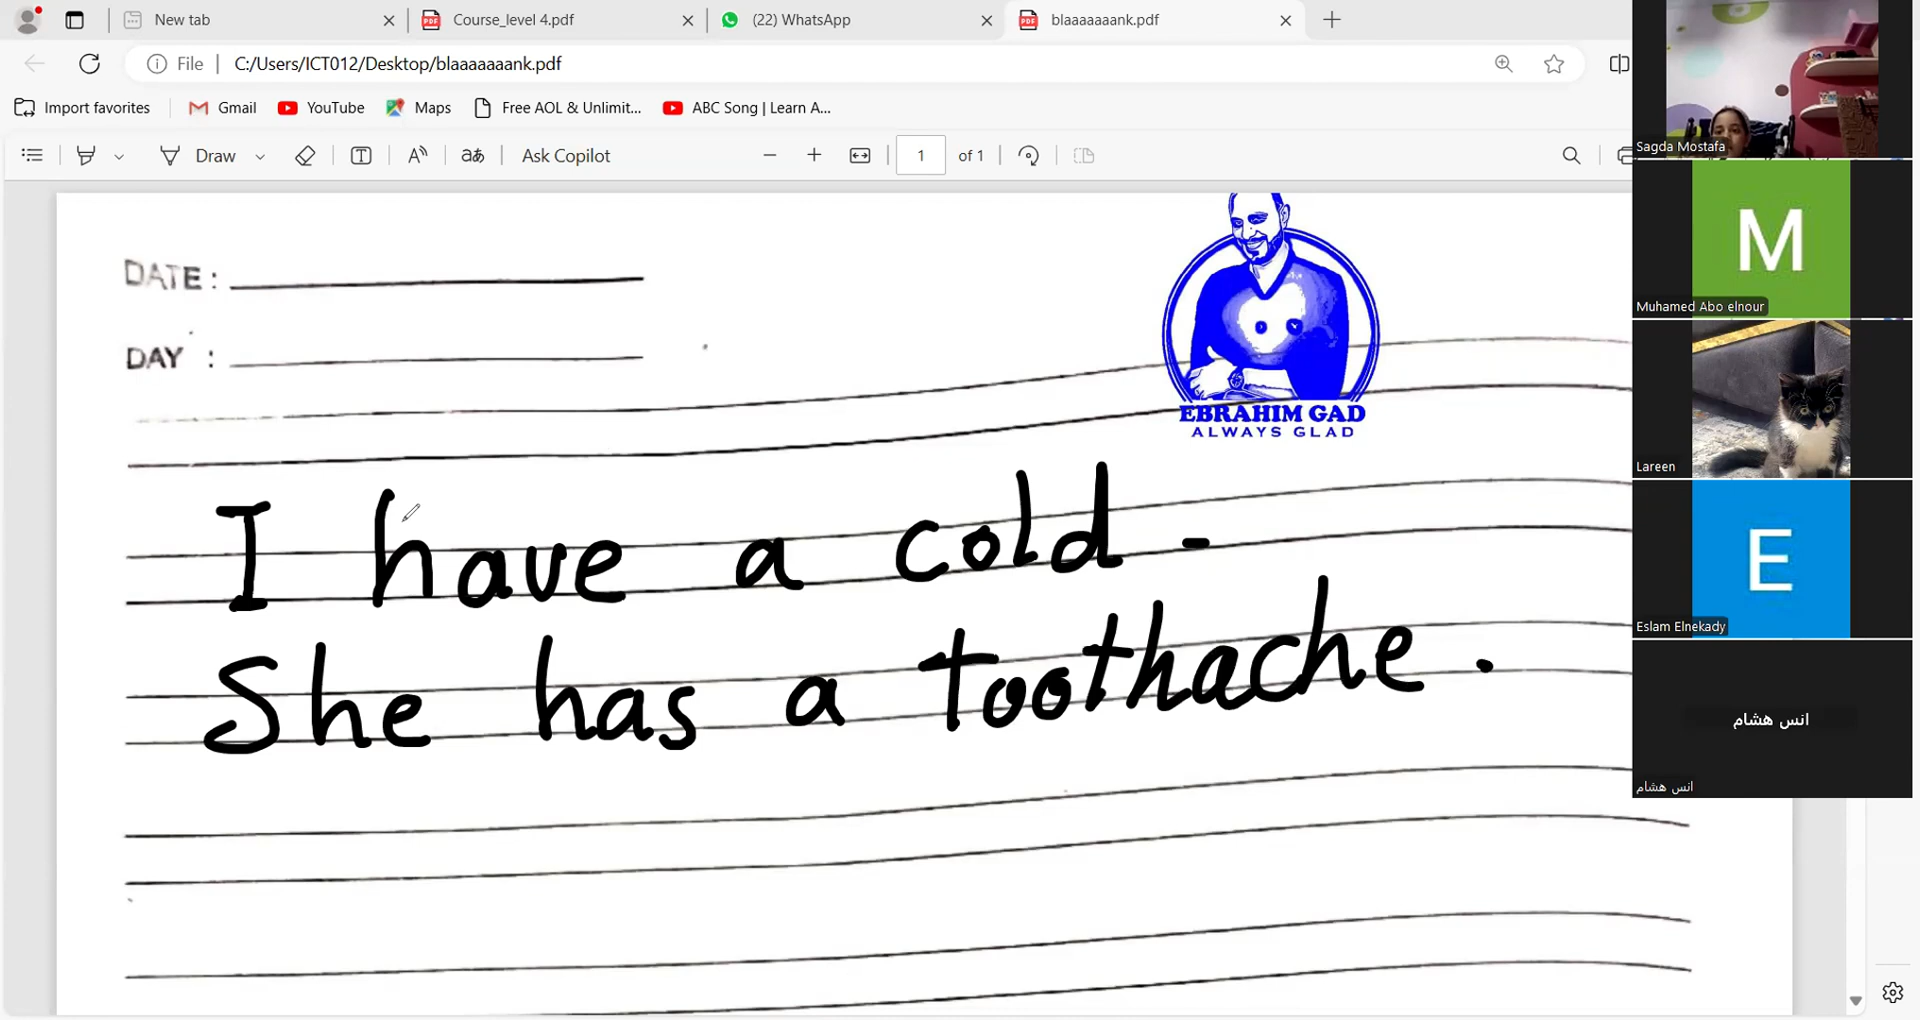 New tab
Course_level 4.pdf
(22) WhatsApp
blaaaaaaank.pdf
File
C:/Users/ICT012/Desktop/blaaaaaaank.pdf
Import favorites
Gmail
YouTube
Maps
Free AOL & Unlimit...
ABC Song | Learn A...
Draw
Ask Copilot
1
of 1
DATE :
DAY :
EBRAHIM GAD
ALWAYS GLAD
I have a cold.
She has a toothache.
Sagda Mostafa
M
Muhamed Abo elnour
Lareen
E
Eslam Elnekady
انس هشام
انس هشام